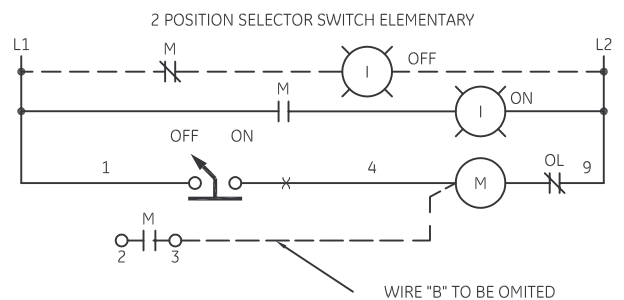 2 POSITION SELECTOR SWITCH ELEMENTARY
L1
L2
M
I
OFF
M
I
ON
OFF ON
1
X
4
M
OL
9
M
2
3
WIRE "B" TO BE OMITED